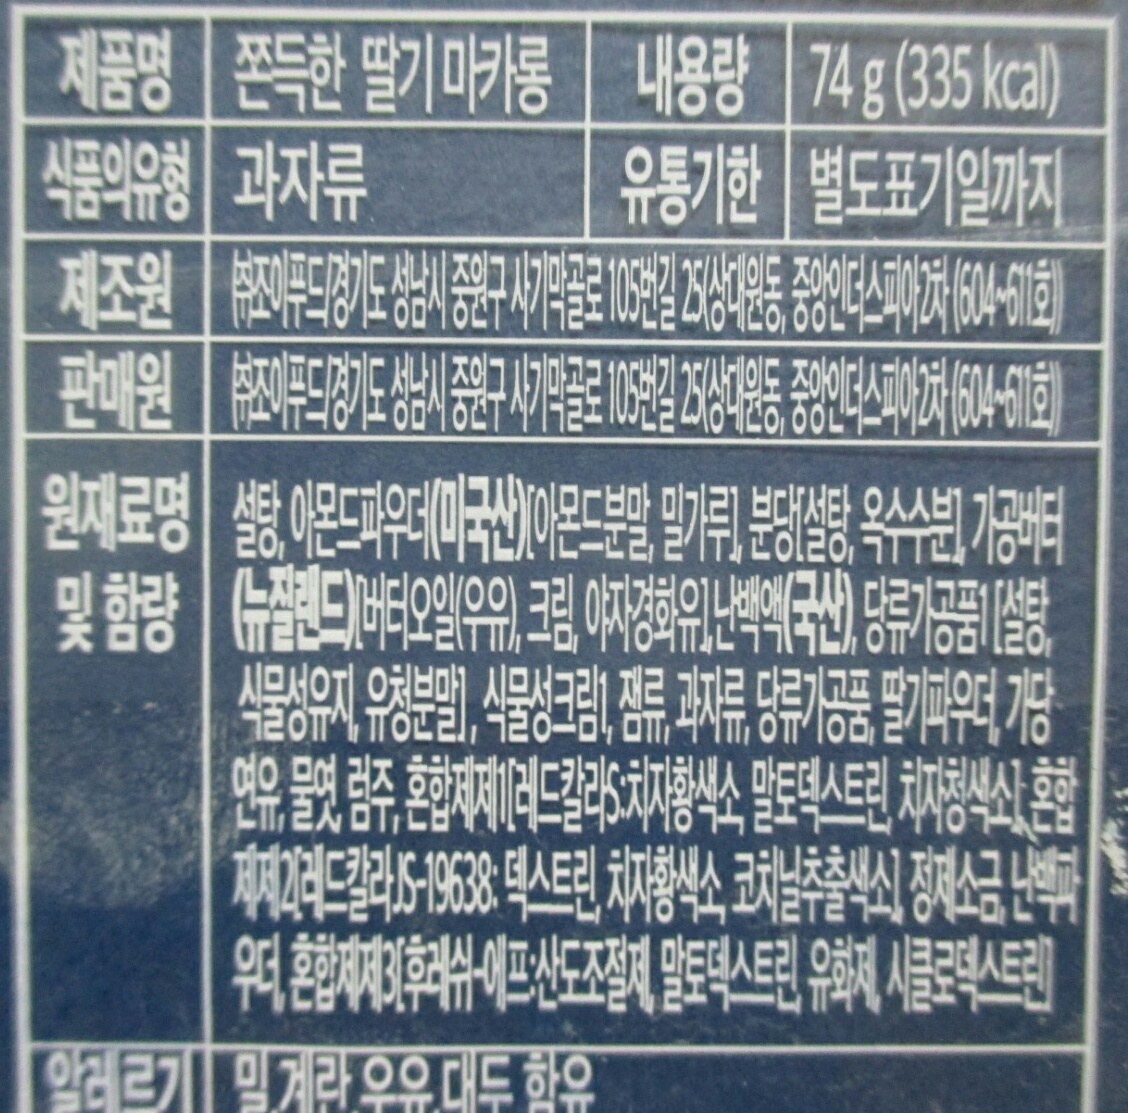 제품명 쫀득한 딸기 마카롱 내용량 74 g (335 kcal)
식품의유형 과자류 유통기한 별도표기일까지
제조원 ㈜조이푸드/경기도 성남시 중원구 사기막골로 105번길 25(상대원동, 중앙인더스피아2차 (604~611호))
판매원 ㈜조이푸드/경기도 성남시 중원구 사기막골로 105번길 25(상대원동, 중앙인더스피아2차 (604~611호))
원재료명 설탕, 아몬드파우더(미국산)[아몬드분말, 밀가루], 분당[설탕, 옥수수분], 가공버터
및 함량 (뉴질랜드)[버터오일(우유), 크림, 야자경화유],난백액(국산), 당류가공품1 [설탕,
식물성유지, 유청분말], 식물성크림1, 잼류, 과자류, 당류가공품, 딸기파우더, 가당
연유, 물엿, 럼주, 혼합제제1[레드칼라S:치자황색소, 말토덱스트린, 치자청색소], 혼합
제제2[레드칼라JS-19638: 덱스트린, 치자황색소, 코치닐추출색소], 정제소금, 난백파
우더, 혼합제제3[후레쉬-에프:산도조절제, 말토덱스트린, 유화제, 시클로덱스트린]
알레르기 밀,계란,우유,대두 함유